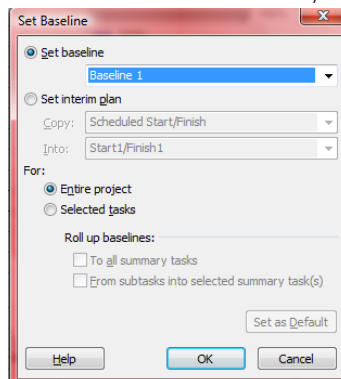 Set Baseline
Set baseline
Baseline 1
Set interim plan
Copy: Scheduled Start/Finish
Into: Start1/Finish1
For:
Entire project
Selected tasks
Roll up baselines:
To all summary tasks
From subtasks into selected summary task(s)
Set as Default
Help OK Cancel